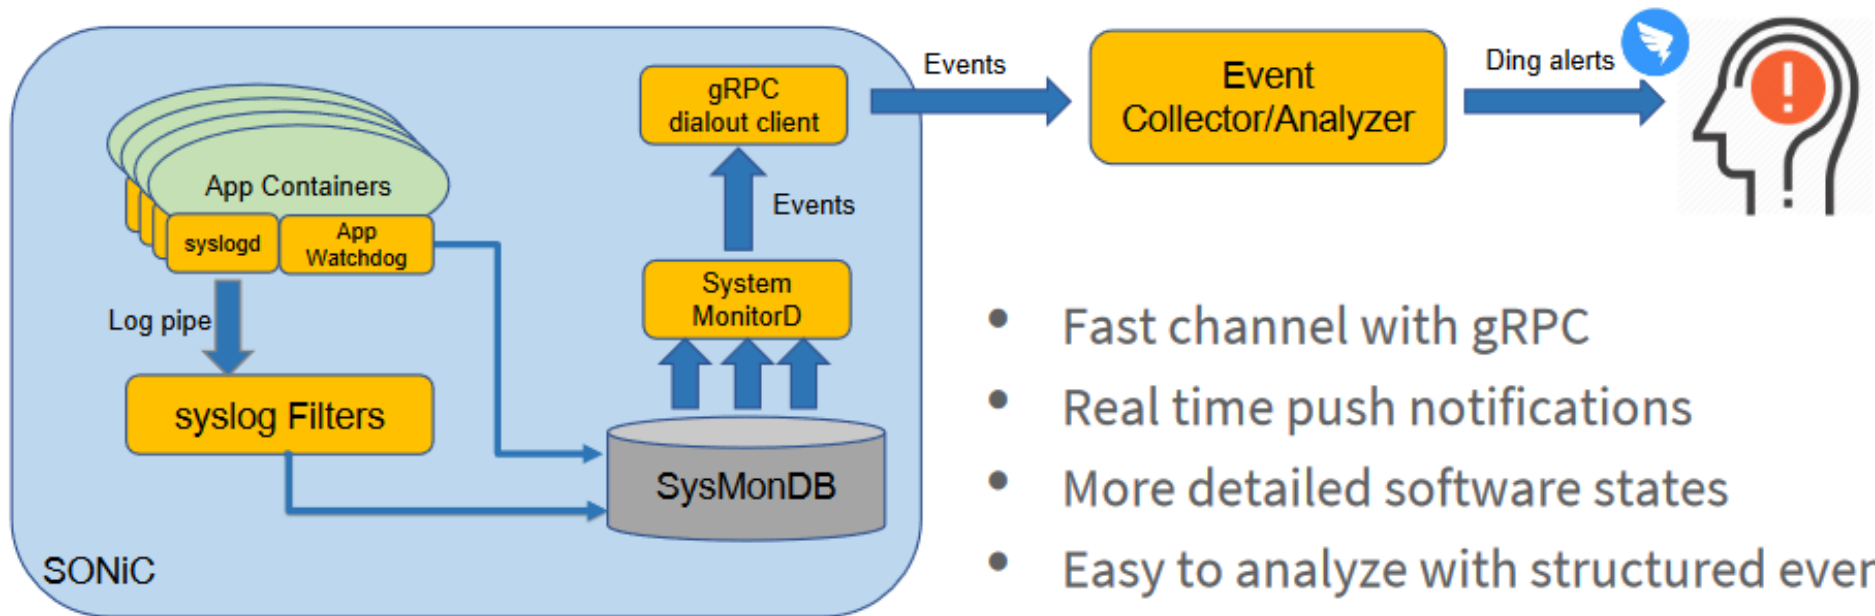 gRPC
dialout client
Events
Event
Collector/Analyzer
Ding alerts
App Containers
syslogd
App
Watchdog
Events
Log pipe
System
MonitorD
syslog Filters
SysMonDB
SONiC
• Fast channel with gRPC
• Real time push notifications
• More detailed software states
• Easy to analyze with structured